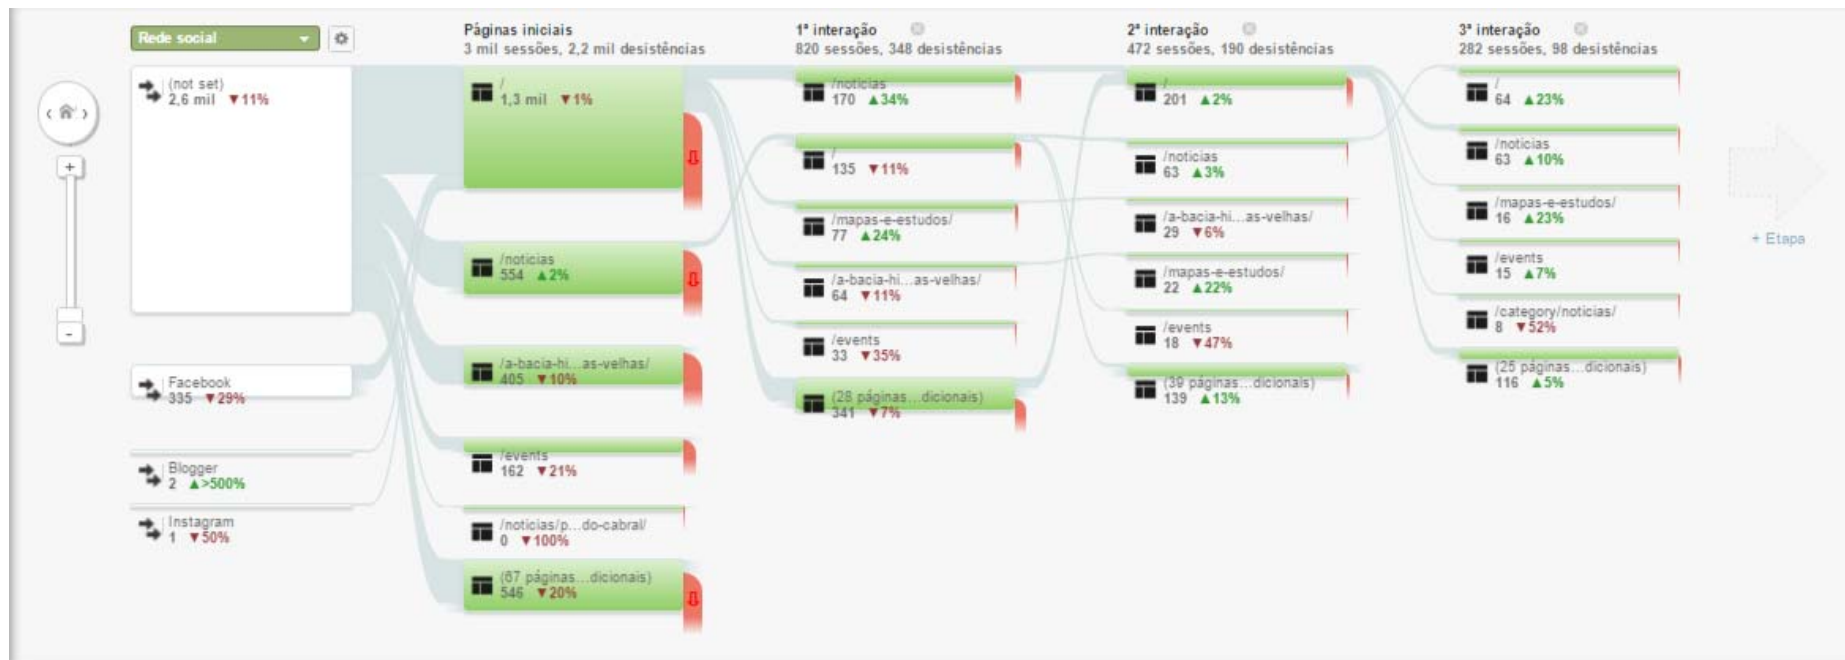 Rede social
(not set)
2,6 mil ▼11%
Facebook
335 ▼29%
Blogger
2 ▲>500%
Instagram
1 ▼50%
+
-
Páginas iniciais
3 mil sessões, 2,2 mil desistências
/
1,3 mil ▼1%
/noticias
554 ▲2%
/a-bacia-hi...as-velhas/
405 ▼10%
/events
162 ▼21%
/noticias/p...do-cabral/
0 ▼100%
(67 páginas...dicionais)
546 ▼20%
1ª interação
820 sessões, 348 desistências
/noticias
170 ▲34%
/
135 ▼11%
/mapas-e-estudos/
77 ▲24%
/a-bacia-hi...as-velhas/
64 ▼11%
/events
33 ▼35%
(28 páginas...dicionais)
341 ▼7%
2ª interação
472 sessões, 190 desistências
/
201 ▲2%
/noticias
63 ▲3%
/a-bacia-hi...as-velhas/
29 ▼6%
/mapas-e-estudos/
22 ▲22%
/events
18 ▼47%
(39 páginas...dicionais)
139 ▲13%
3ª interação
282 sessões, 98 desistências
/
64 ▲23%
/noticias
63 ▲10%
/mapas-e-estudos/
16 ▲23%
/events
15 ▲7%
/category/noticias/
8 ▼52%
(25 páginas...dicionais)
116 ▲5%
+ Etapa